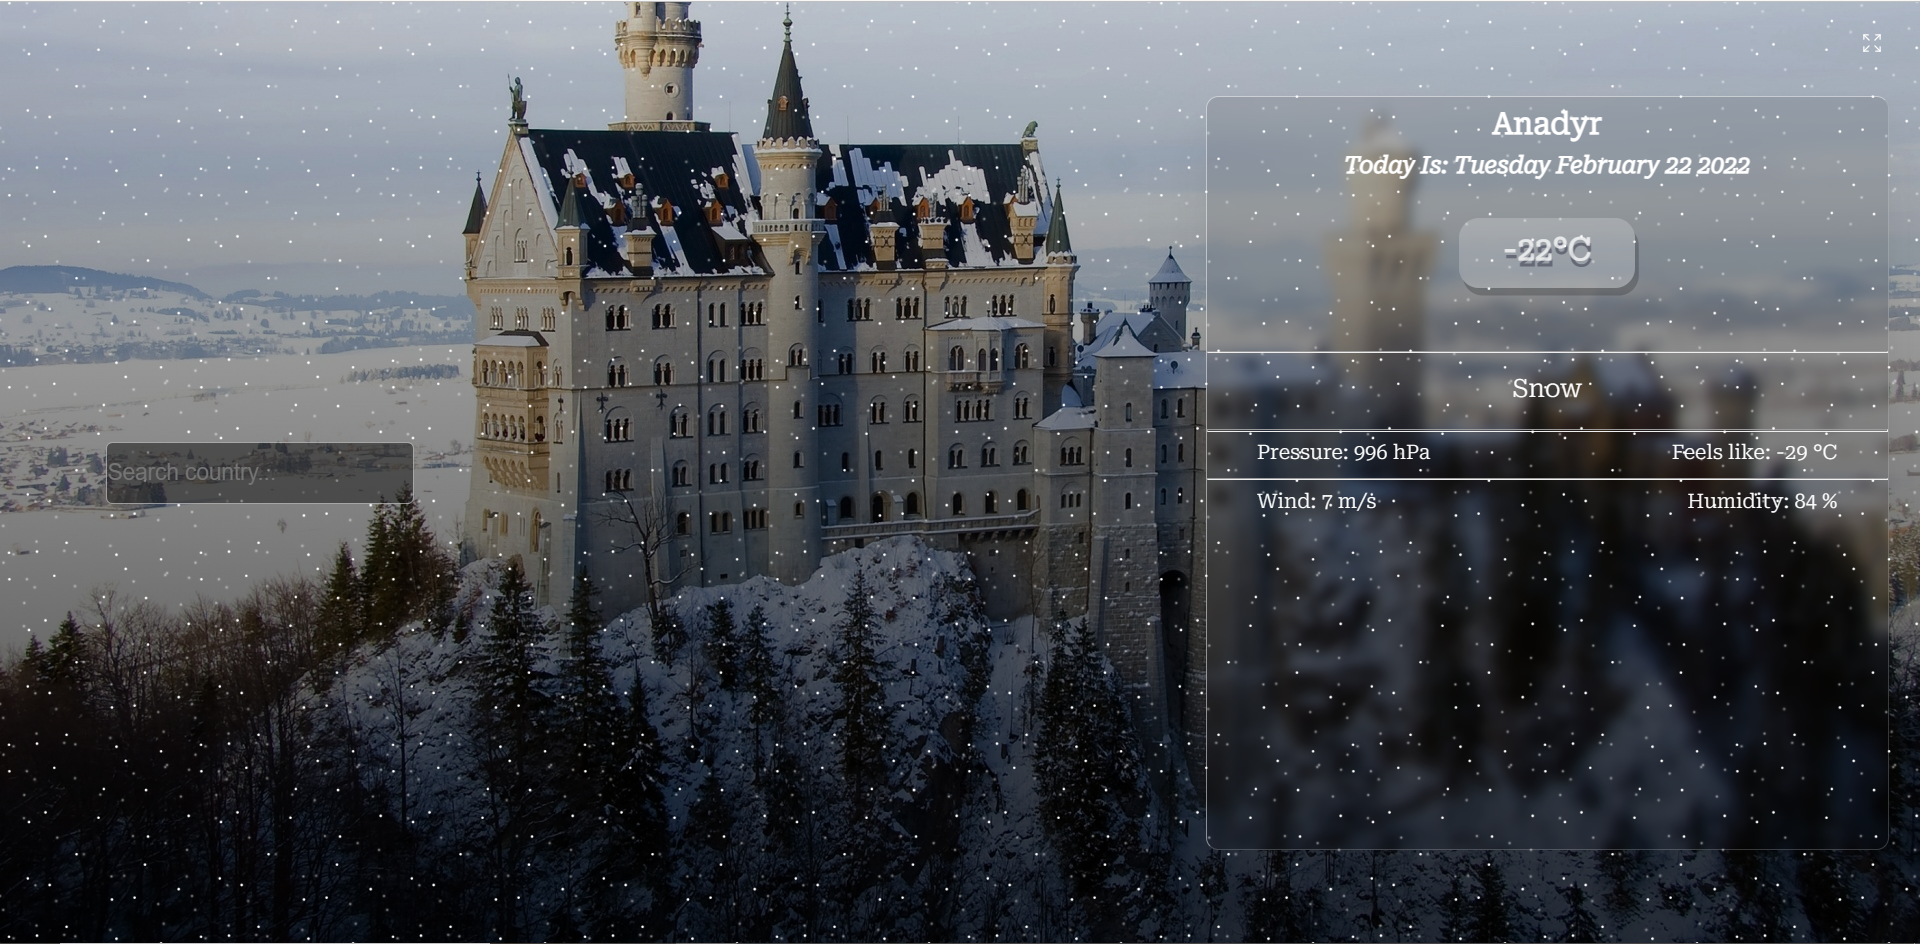 Anadyr
Today Is: Tuesday February 22 2022
-22°C
Snow
Search country...
Pressure: 996 hPa
Feels like: -29 °C
Wind: 7 m/s
Humidity: 84 %